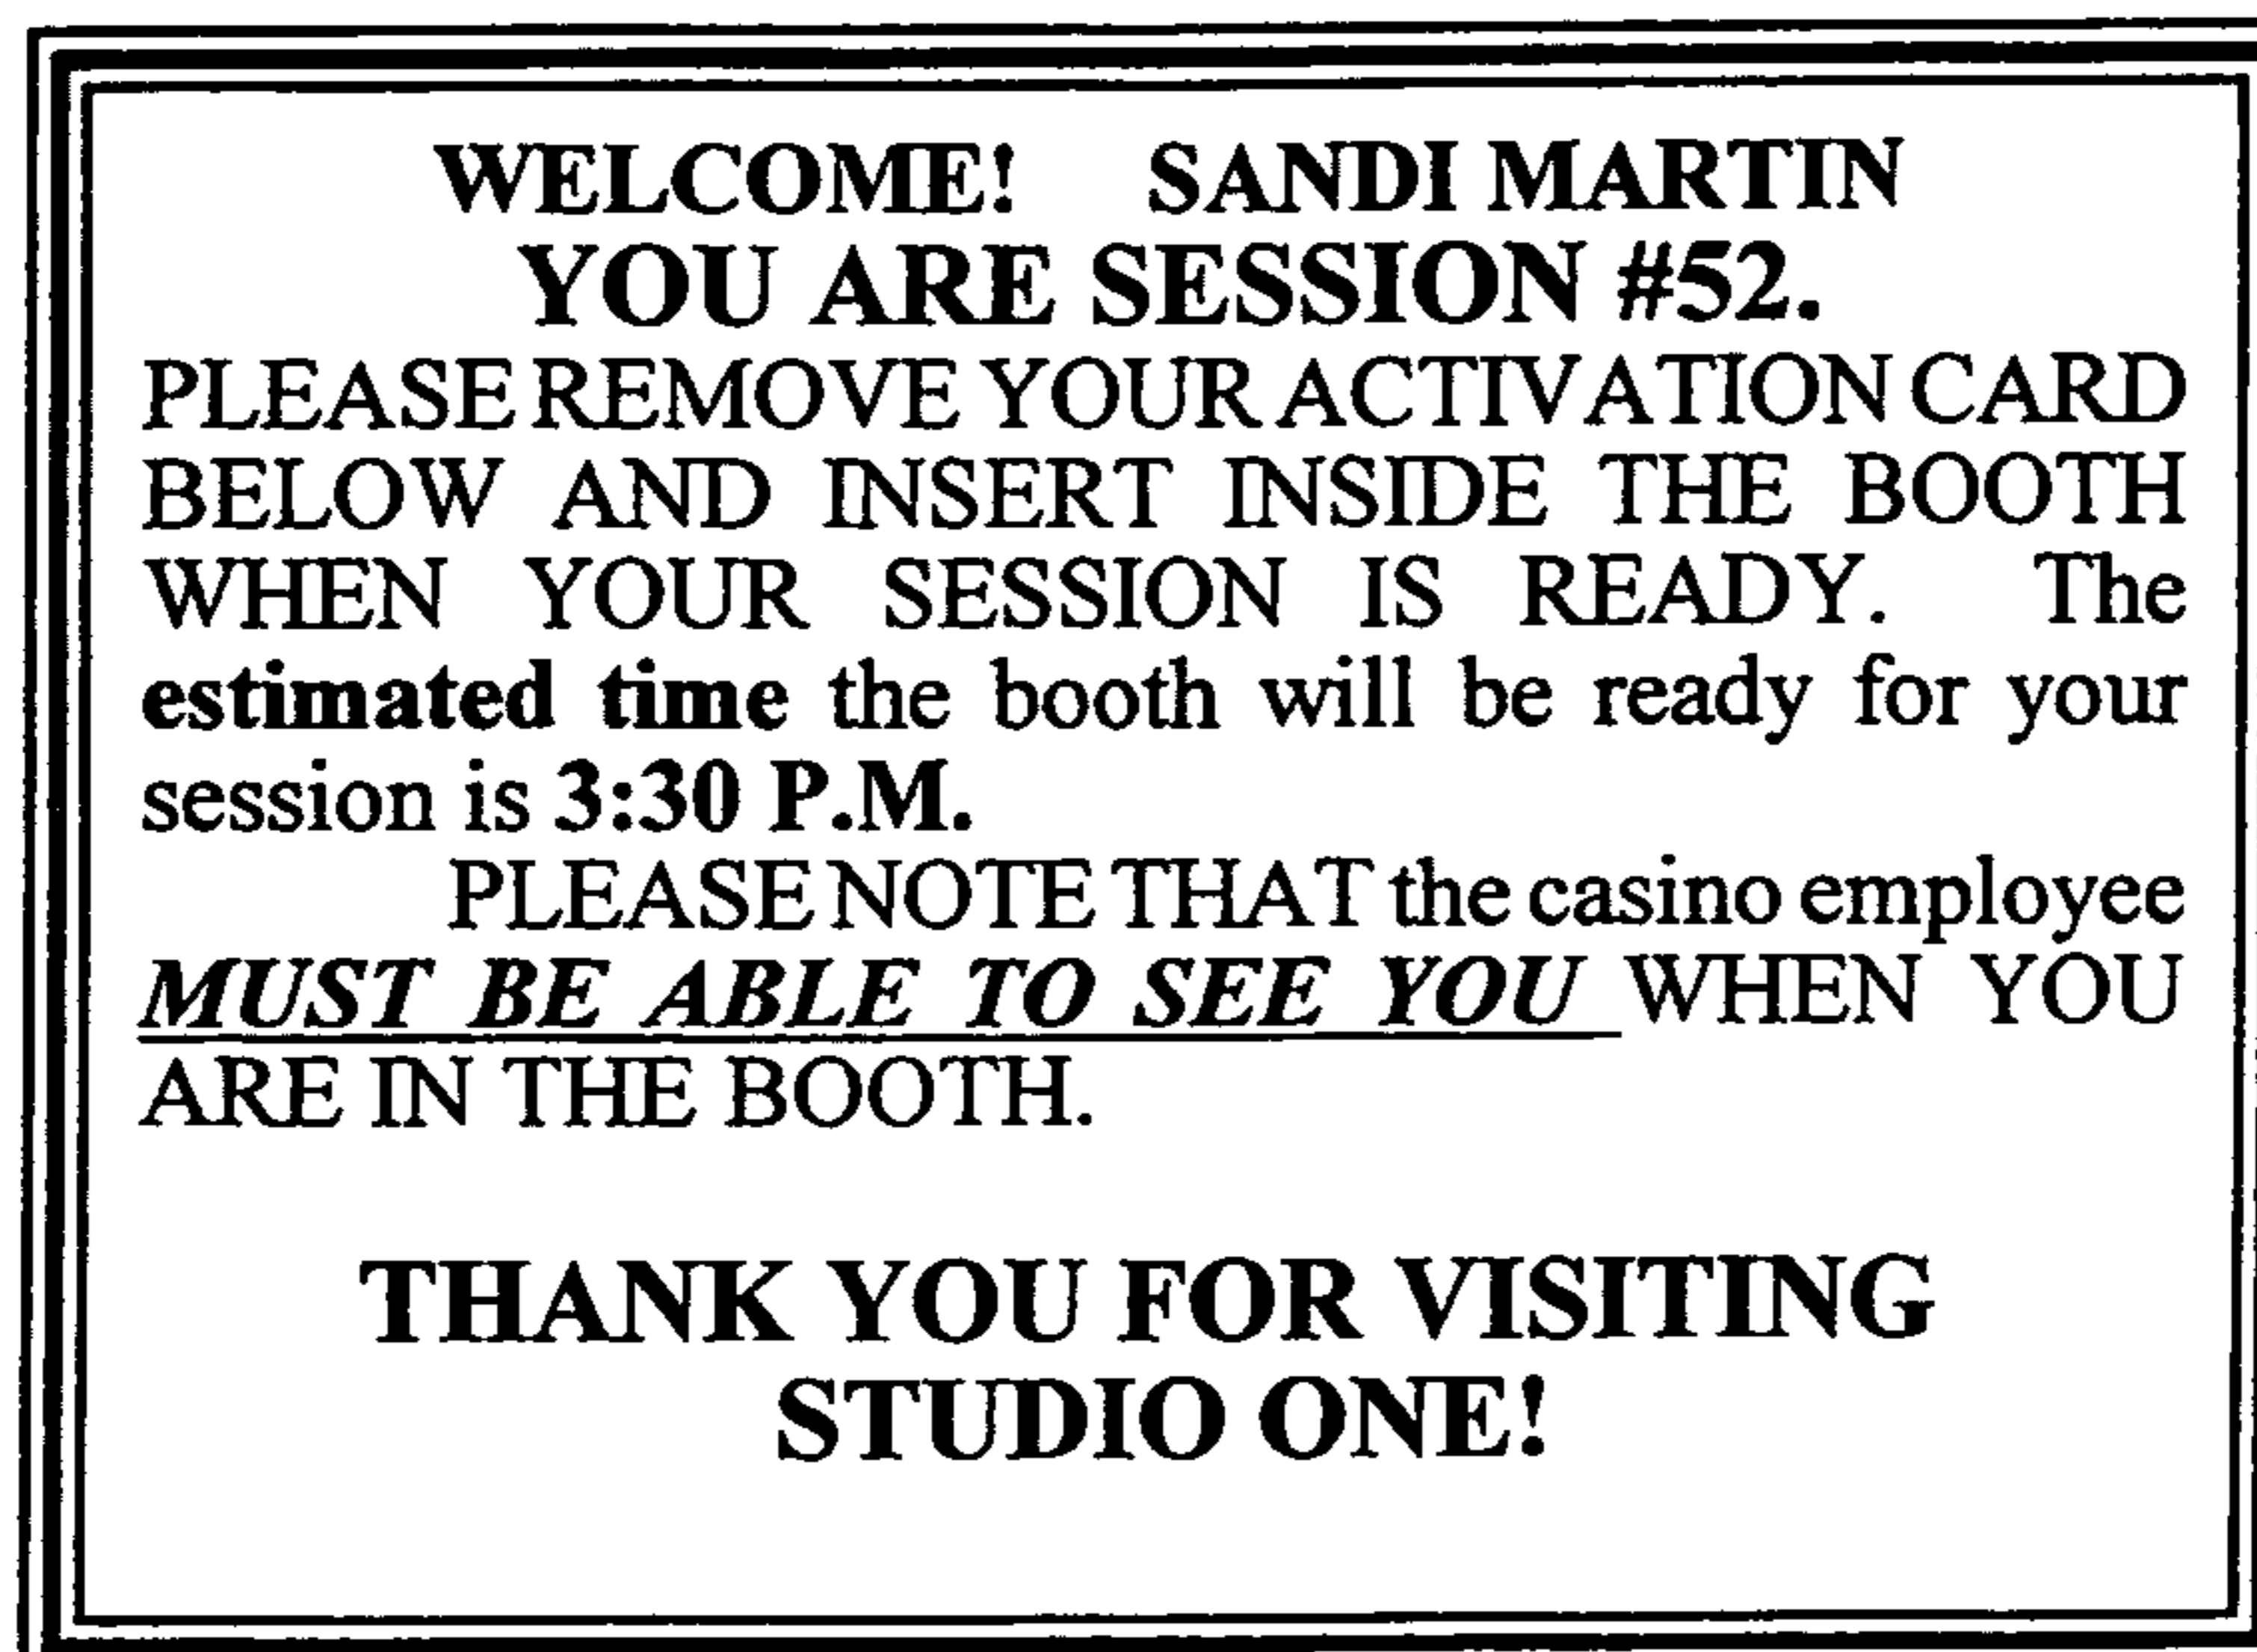 WELCOME! SANDI MARTIN
YOU ARE SESSION #52.
PLEASE REMOVE YOUR ACTIVATION CARD
BELOW AND INSERT INSIDE THE BOOTH
WHEN YOUR SESSION IS READY. The
estimated time the booth will be ready for your
session is 3:30 P.M.
PLEASE NOTE THAT the casino employee
MUST BE ABLE TO SEE YOU WHEN YOU
ARE IN THE BOOTH.
THANK YOU FOR VISITING
STUDIO ONE!